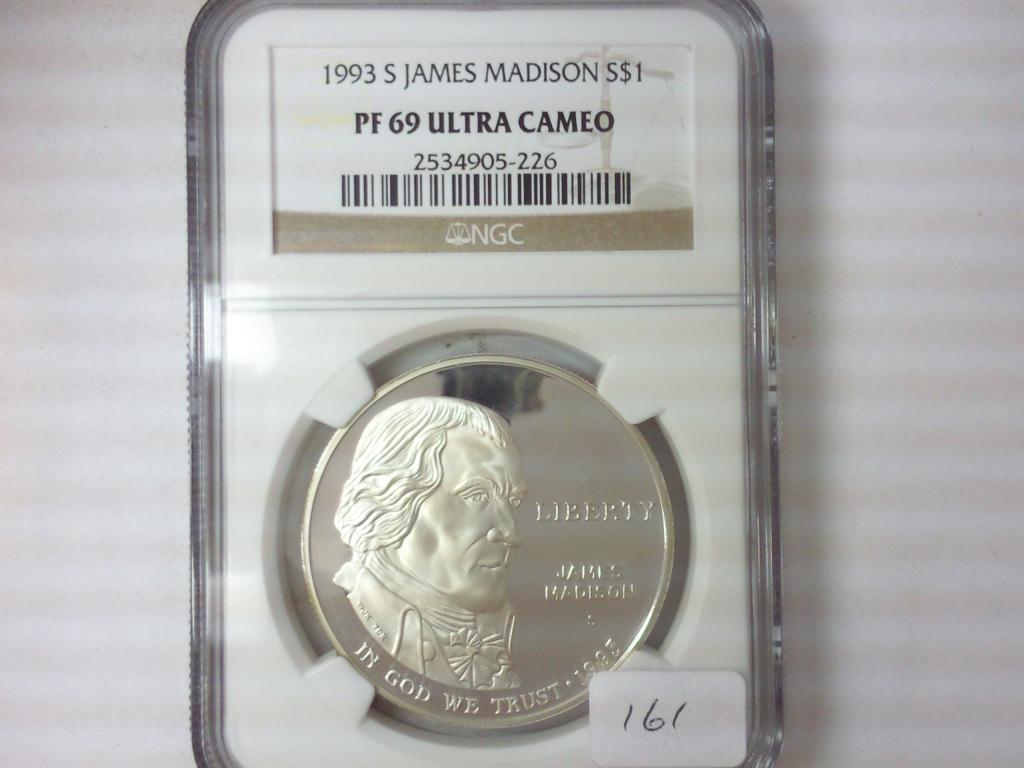 1993 S JAMES MADISON S$1
PF 69 ULTRA CAMEO
2534905-226
NGC
LIBERTY
JAMES
MADISON
S
IN GOD WE TRUST · 1993
161